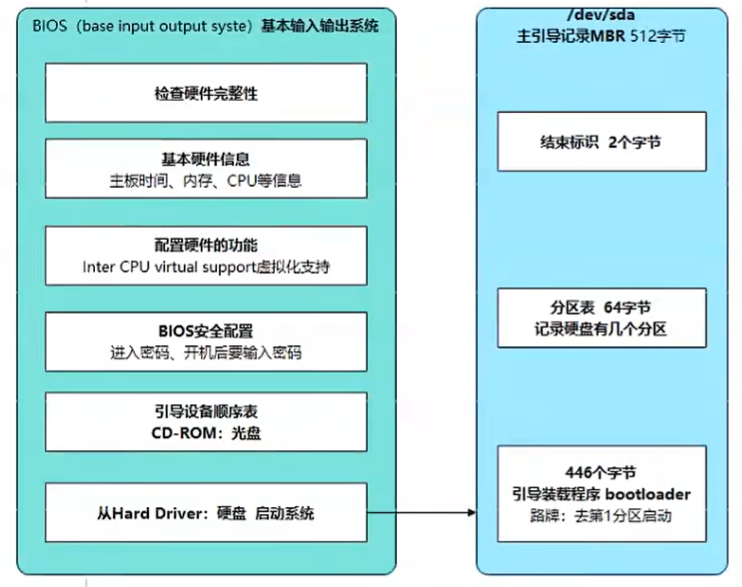 BIOS（base input output syste）基本输入输出系统
检查硬件完整性
基本硬件信息
主板时间、内存、CPU等信息
配置硬件的功能
Inter CPU virtual support虚拟化支持
BIOS安全配置
进入密码、开机后要输入密码
引导设备顺序表
CD-ROM：光盘
从Hard Driver：硬盘 启动系统
/dev/sda
主引导记录MBR 512字节
结束标识 2个字节
分区表 64字节
记录硬盘有几个分区
446个字节
引导装载程序 bootloader
路牌：去第1分区启动